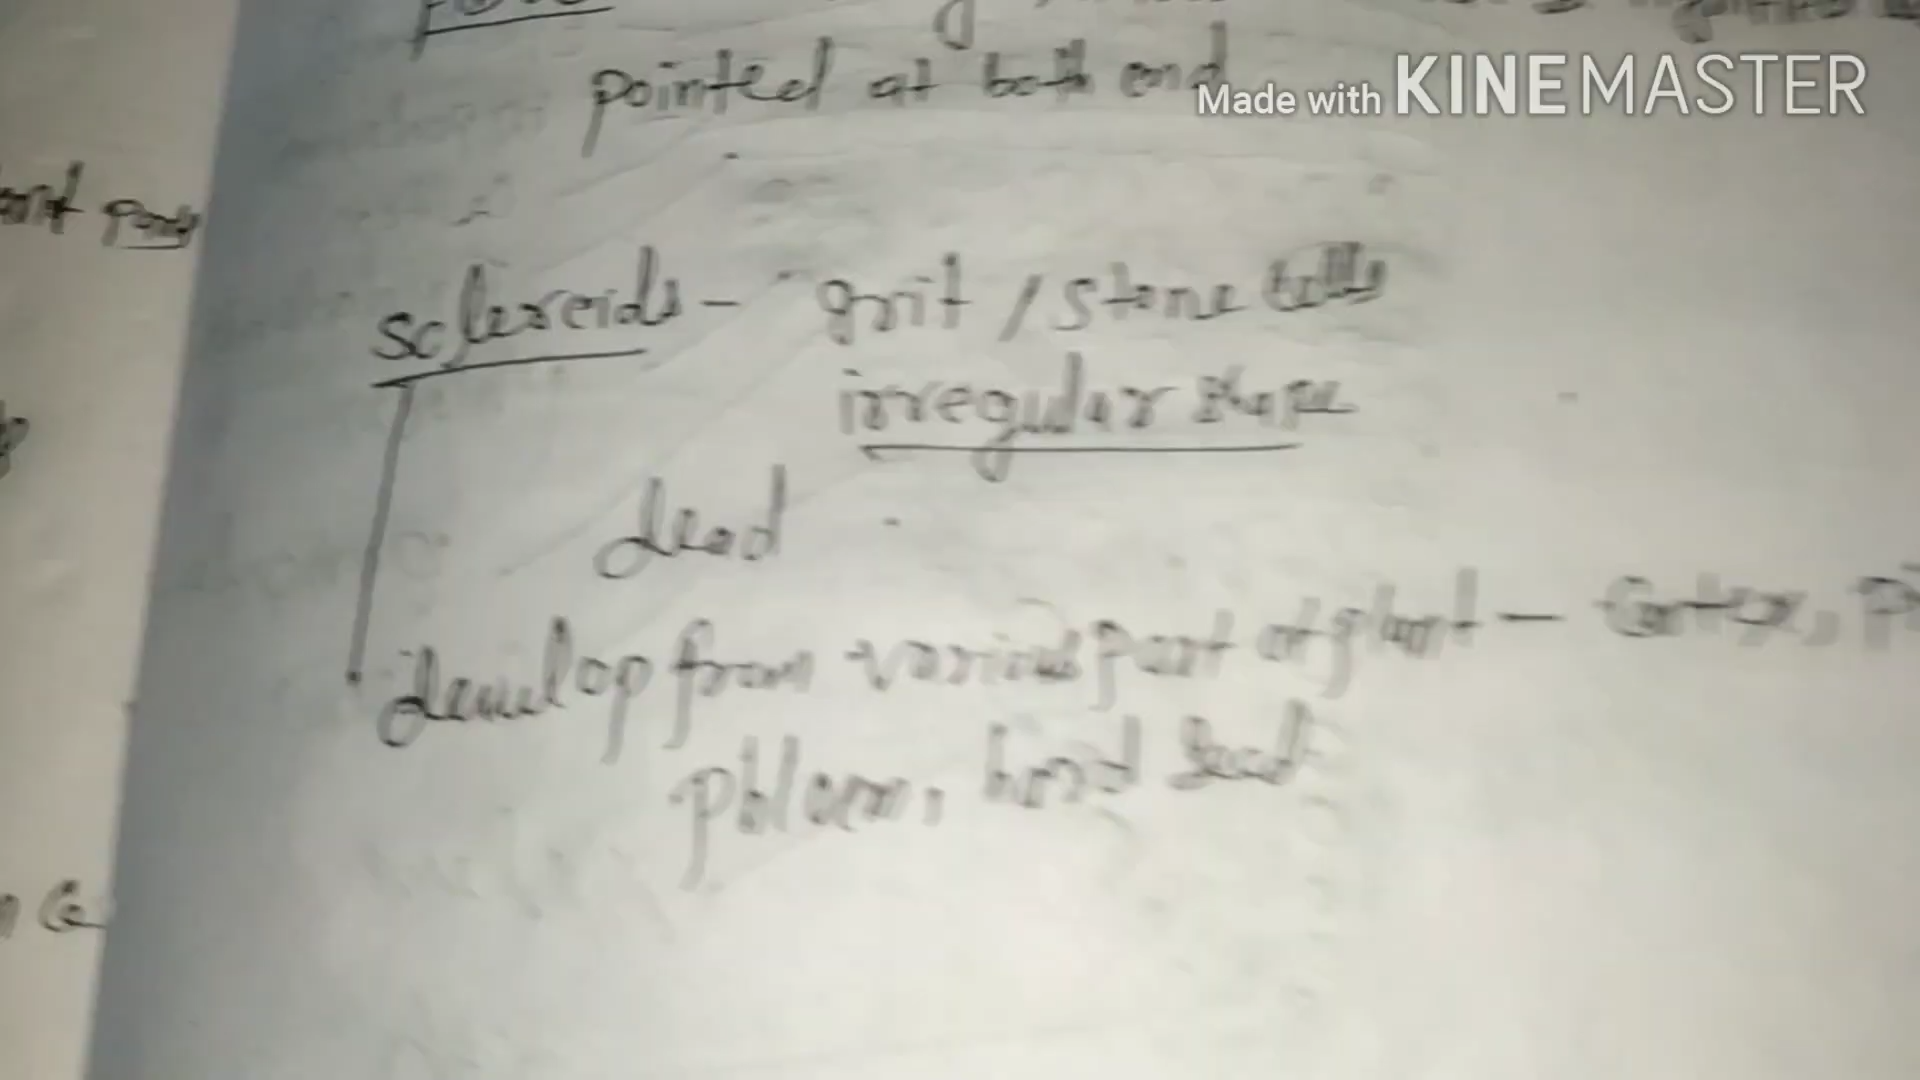 pointed at both end
Made with KINEMASTER
sclereids - grit / stone cells
irregular shape
dead
develop from various part of plant - Cortex, Pi
phloem, hard seed